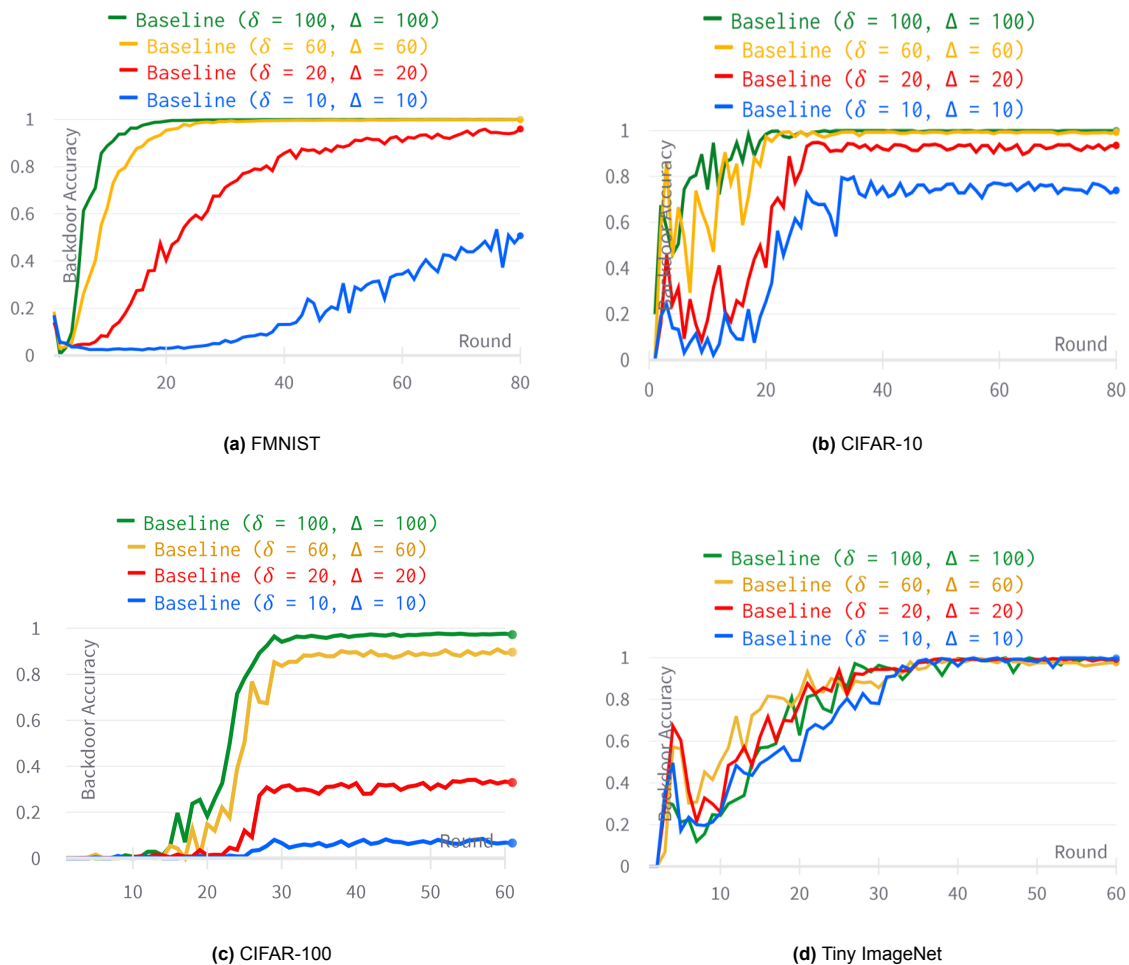 Baseline (δ = 100, Δ = 100)
Baseline (δ = 60, Δ = 60)
Baseline (δ = 20, Δ = 20)
Baseline (δ = 10, Δ = 10)
Backdoor Accuracy
1
0.8
0.6
0.4
0.2
0
Round
20
40
60
80
(a) FMNIST
Baseline (δ = 100, Δ = 100)
Baseline (δ = 60, Δ = 60)
Baseline (δ = 20, Δ = 20)
Baseline (δ = 10, Δ = 10)
Backdoor Accuracy
1
0.8
0.6
0.4
0.2
0
Round
0
20
40
60
80
(b) CIFAR-10
Baseline (δ = 100, Δ = 100)
Baseline (δ = 60, Δ = 60)
Baseline (δ = 20, Δ = 20)
Baseline (δ = 10, Δ = 10)
Backdoor Accuracy
1
0.8
0.6
0.4
0.2
0
Round
10
20
30
40
50
60
(c) CIFAR-100
Baseline (δ = 100, Δ = 100)
Baseline (δ = 60, Δ = 60)
Baseline (δ = 20, Δ = 20)
Baseline (δ = 10, Δ = 10)
Backdoor Accuracy
1
0.8
0.6
0.4
0.2
0
Round
10
20
30
40
50
60
(d) Tiny ImageNet